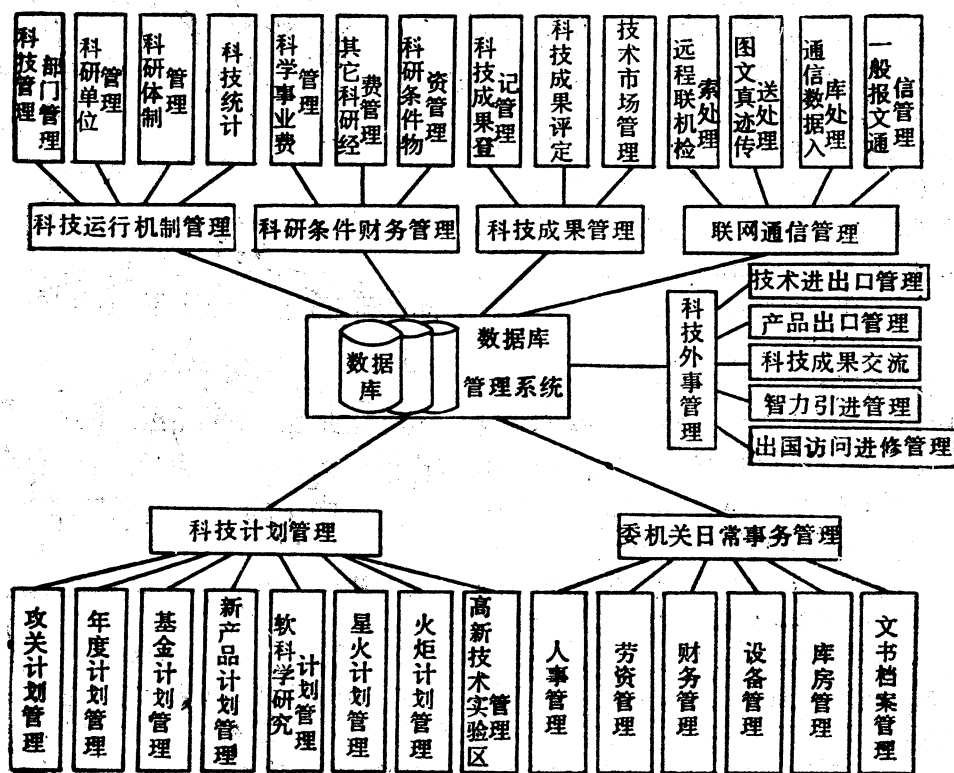 科技管理部门管理
科研单位管理
科研体制管理
科技统计
科学事业费管理
其它科研经费管理
科研条件物资管理
科技成果登记管理
科技成果评定
技术市场管理
远程联机检索处理
图文真迹传送处理
通信数据入库处理
一般报文通信管理
科技运行机制管理
科研条件财务管理
科技成果管理
联网通信管理
数据库
数据库
管理系统
科技外事管理
技术进出口管理
产品出口管理
科技成果交流
智力引进管理
出国访问进修管理
科技计划管理
委机关日常事务管理
攻关计划管理
年度计划管理
基金计划管理
新产品计划管理
软科学研究计划管理
星火计划管理
火炬计划管理
高新技术实验区管理
人事管理
劳资管理
财务管理
设备管理
库房管理
文书档案管理